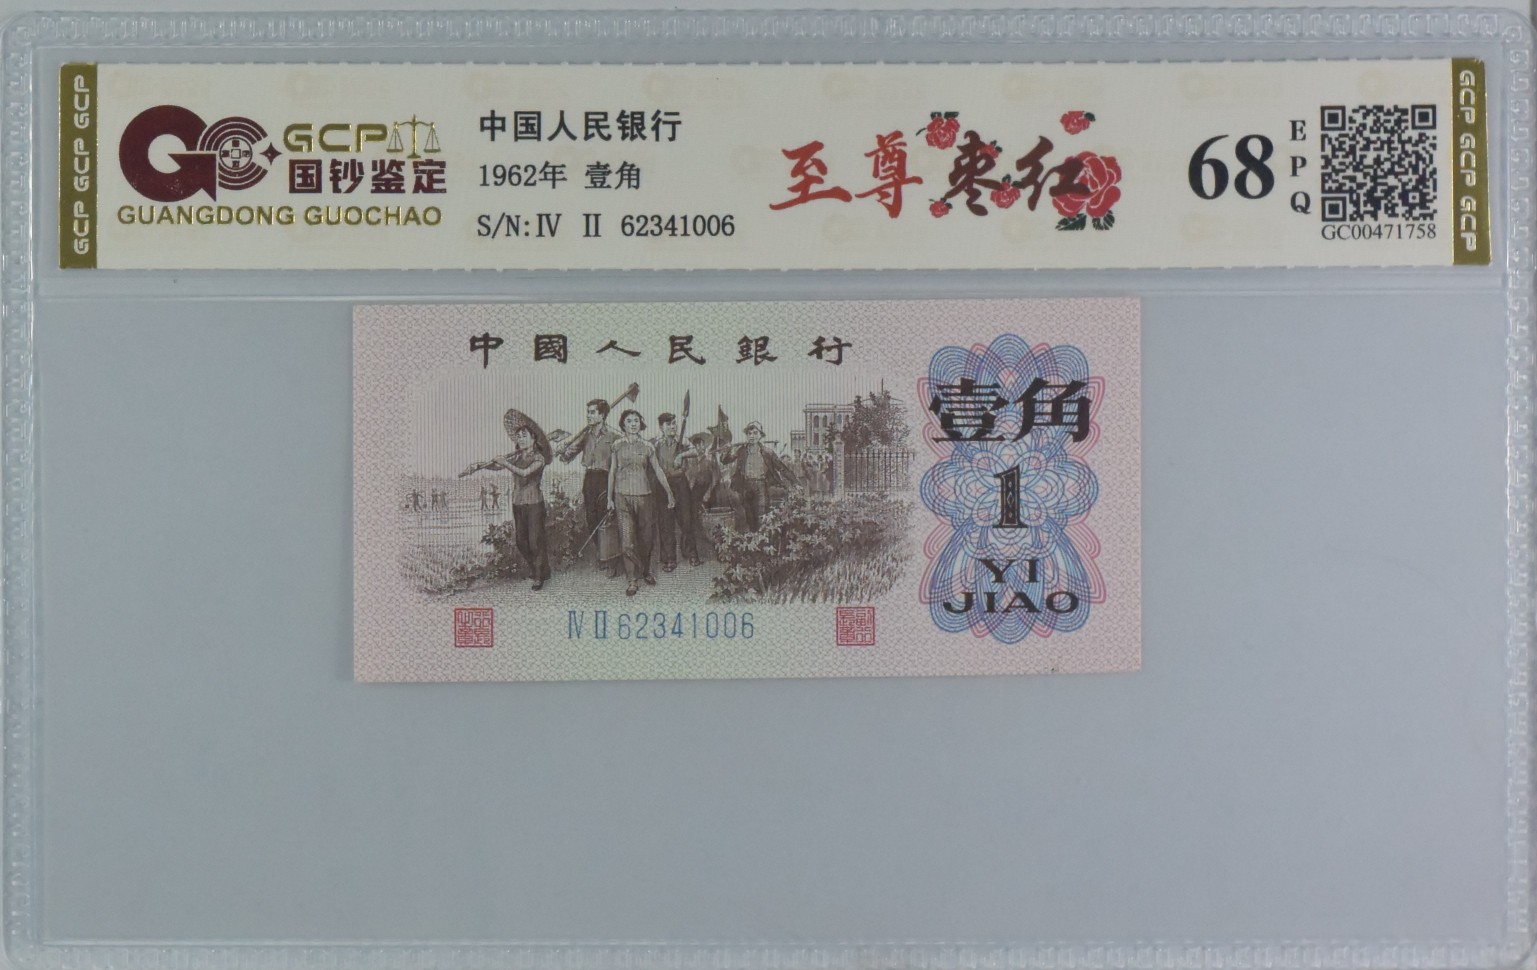 GCP GCP GCP
GCP
国钞鉴定
GUANGDONG GUOCHAO
中国人民银行
1962年 壹角
S/N:Ⅳ Ⅱ 62341006
至尊枣红
68
EPQ
GC00471758
GCP GCP GCP
中國人民銀行
壹角
1
YI
JIAO
Ⅳ Ⅱ 62341006